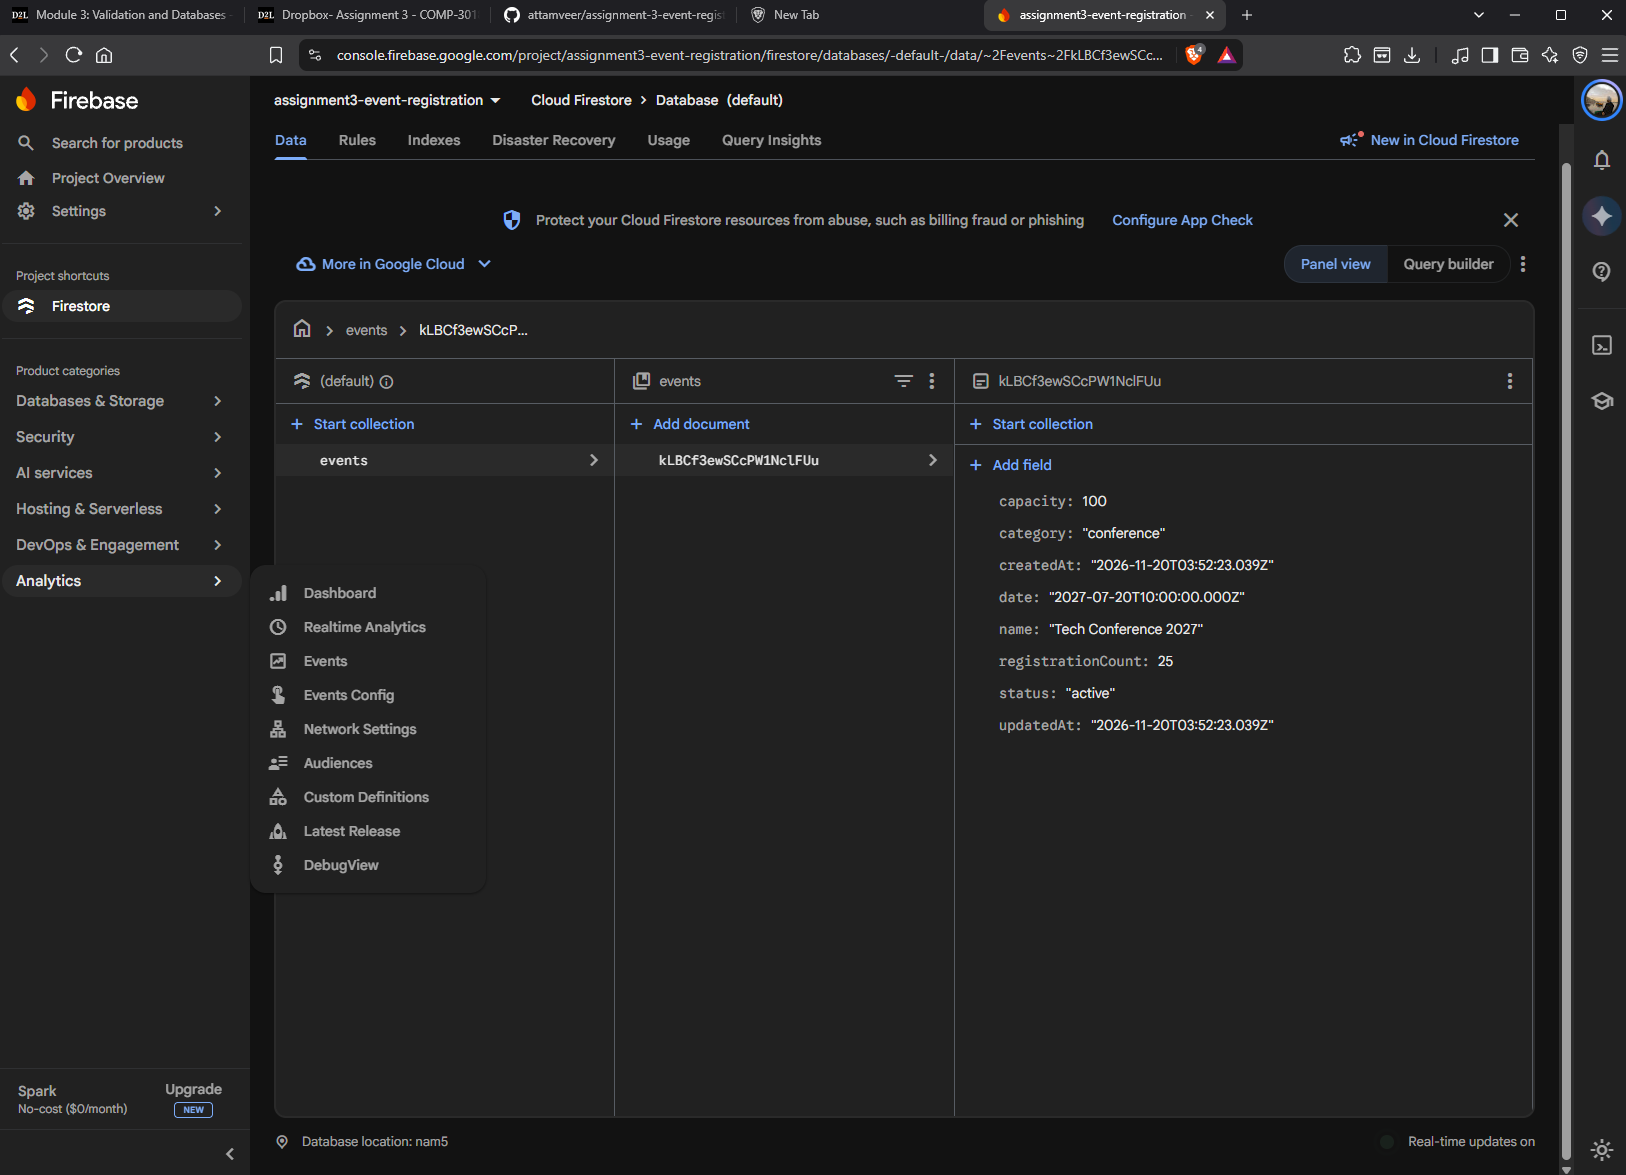 Module 3: Validation and Databases -
Dropbox- Assignment 3 - COMP-301
attamveer/assignment-3-event-regis
New Tab
assignment3-event-registration -
console.firebase.google.com/project/assignment3-event-registration/firestore/databases/-default-/data/~2Fevents~2FkLBCf3ewSCc...
4
Firebase
Search for products
Project Overview
Settings
Project shortcuts
Firestore
Product categories
Databases & Storage
Security
AI services
Hosting & Serverless
DevOps & Engagement
Analytics
Spark
No-cost ($0/month)
Upgrade
NEW
assignment3-event-registration
Cloud Firestore
Database (default)
Data
Rules
Indexes
Disaster Recovery
Usage
Query Insights
New in Cloud Firestore
Protect your Cloud Firestore resources from abuse, such as billing fraud or phishing
Configure App Check
More in Google Cloud
Panel view
Query builder
events
kLBCf3ewSCcP...
(default)
Start collection
events
Dashboard
Realtime Analytics
Events
Events Config
Network Settings
Audiences
Custom Definitions
Latest Release
DebugView
events
Add document
kLBCf3ewSCcPW1NclFUu
kLBCf3ewSCcPW1NclFUu
Start collection
Add field
capacity: 100
category: "conference"
createdAt: "2026-11-20T03:52:23.039Z"
date: "2027-07-20T10:00:00.000Z"
name: "Tech Conference 2027"
registrationCount: 25
status: "active"
updatedAt: "2026-11-20T03:52:23.039Z"
Database location: nam5
Real-time updates on